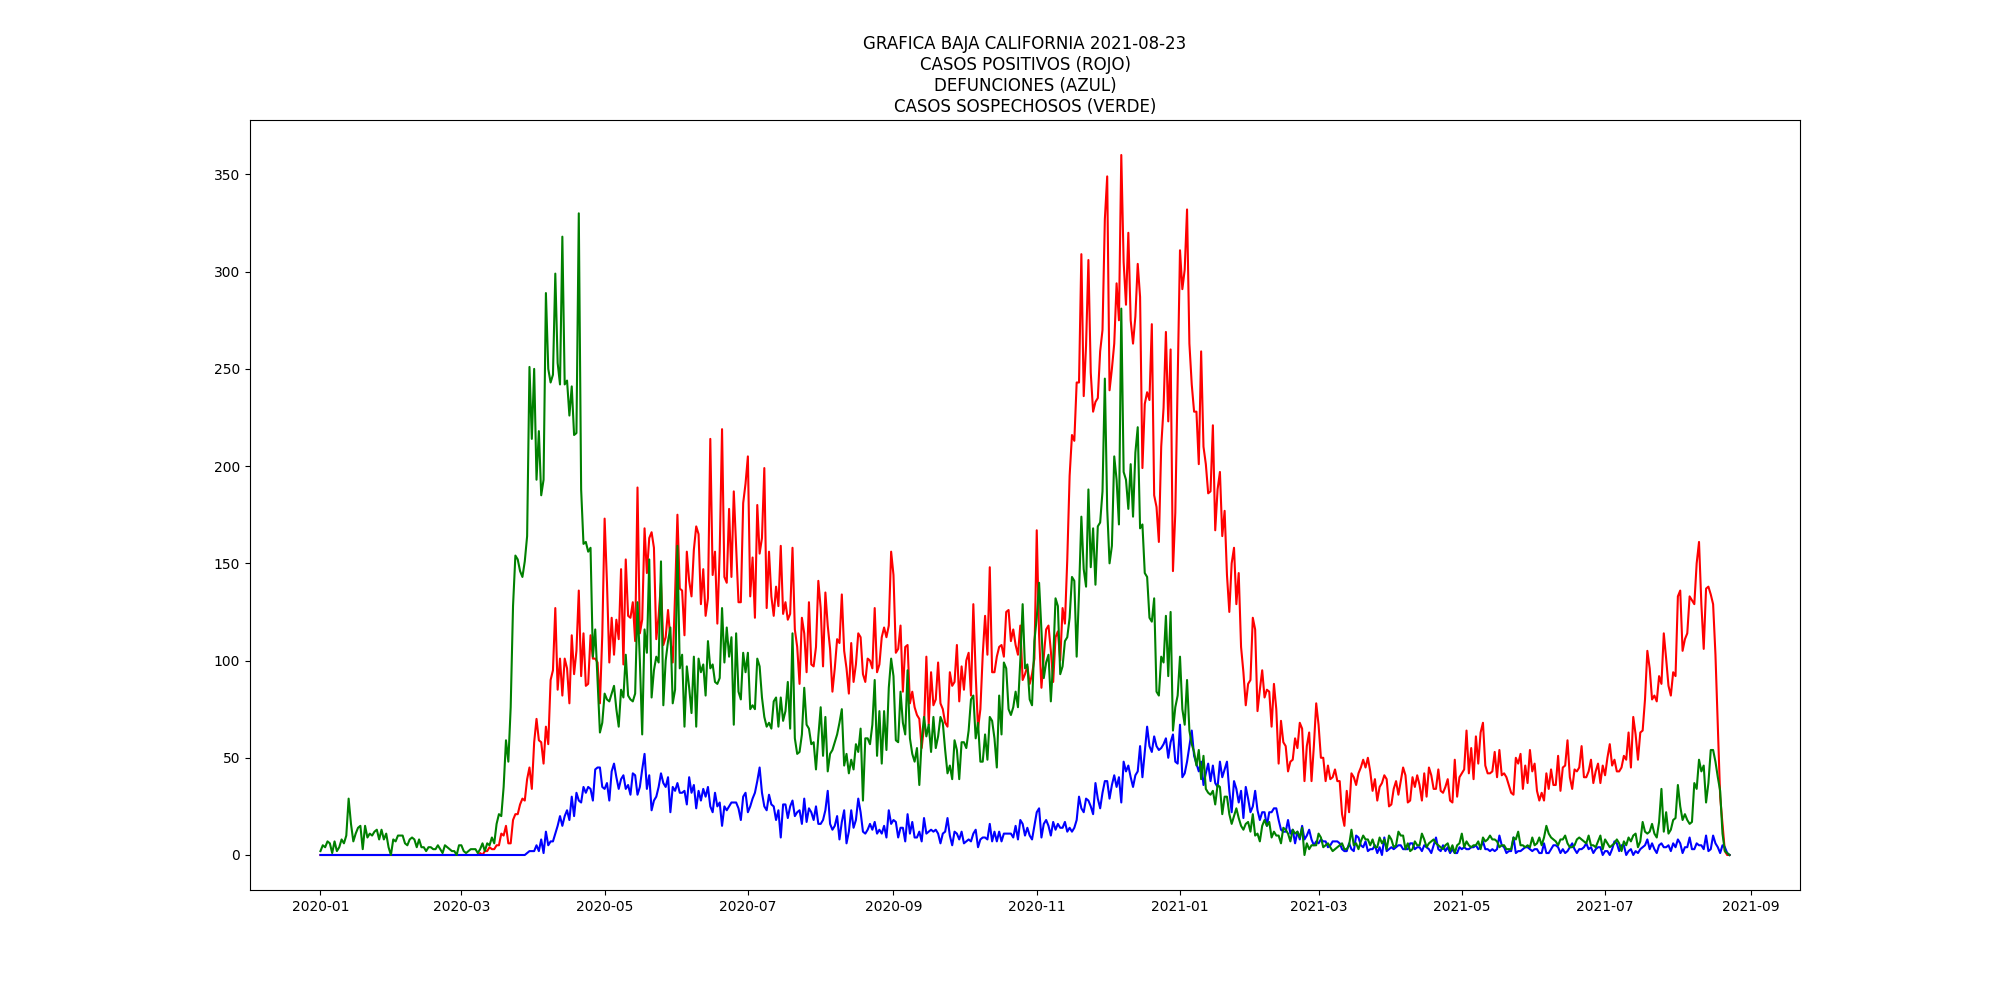 GRAFICA BAJA CALIFORNIA 2021-08-23
CASOS POSITIVOS (ROJO)
DEFUNCIONES (AZUL)
CASOS SOSPECHOSOS (VERDE)
350
300
250
200
150
100
50
0
2020-01 2020-03 2020-05 2020-07 2020-09 2020-11 2021-01 2021-03 2021-05 2021-07 2021-09